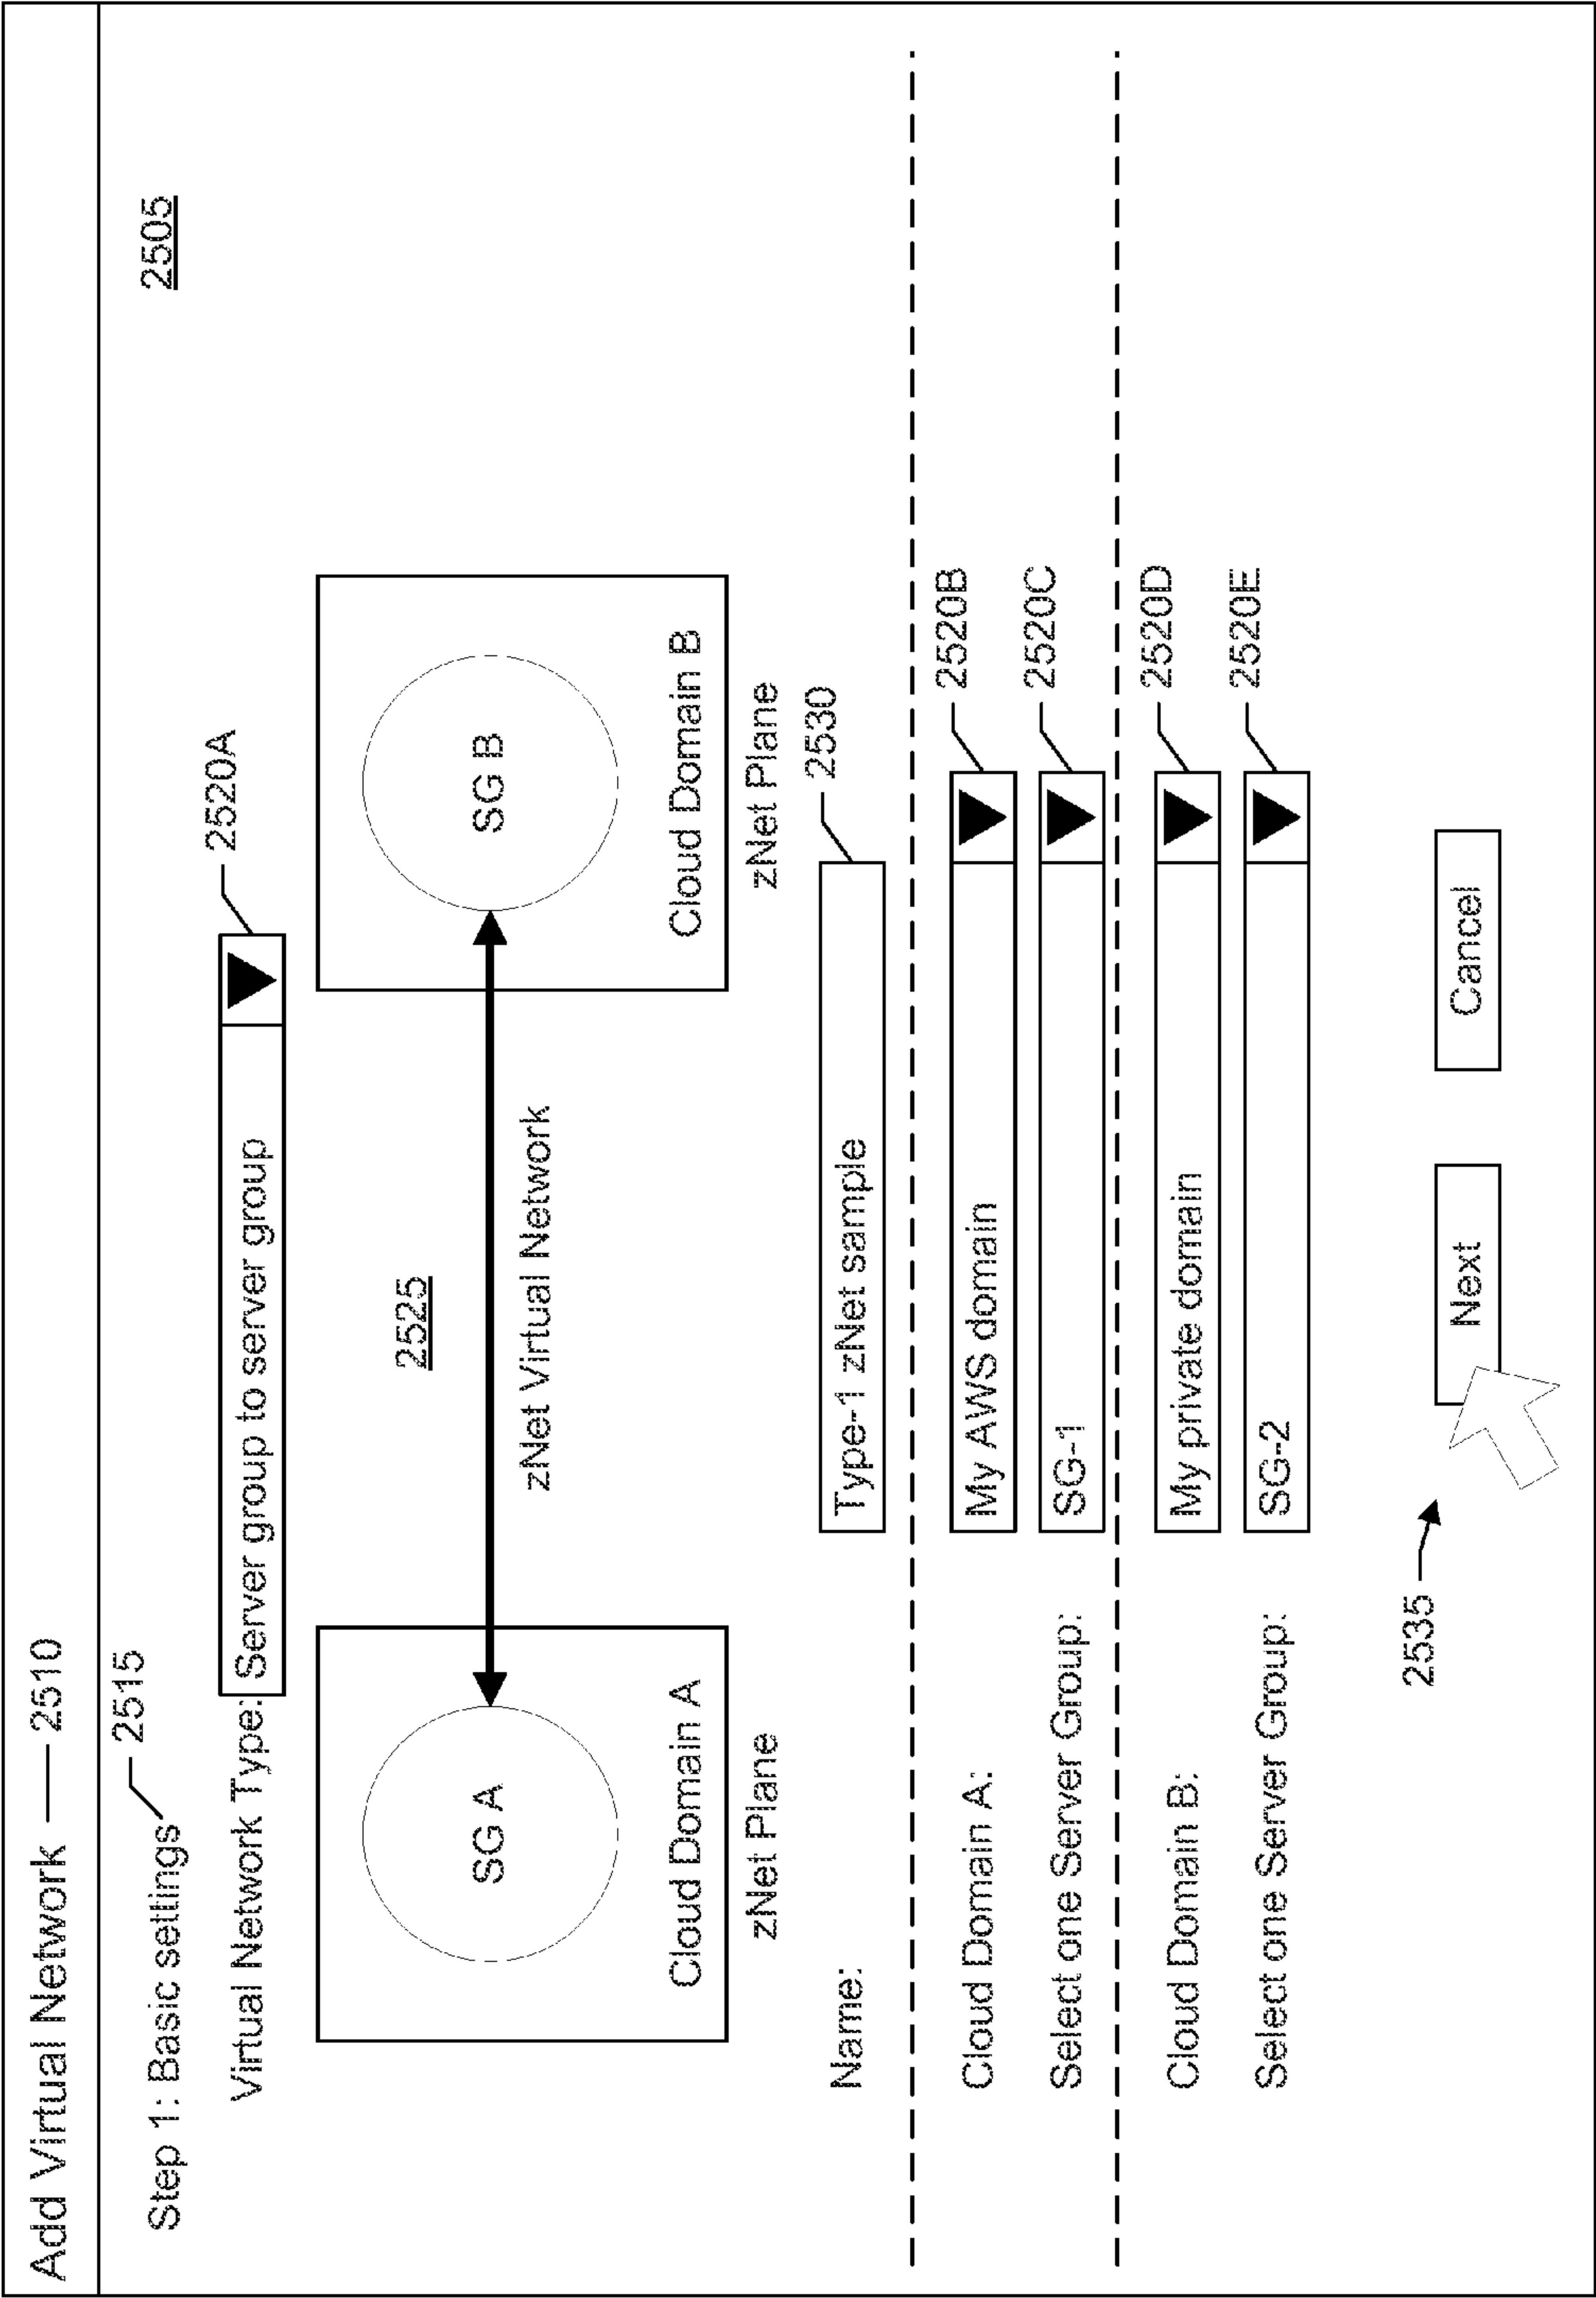 Add Virtual Network 2510
2505
2515
Step 1: Basic settings
2520A
Virtual Network Type: Server group to server group
2525
SG A
SG B
zNet Virtual Network
Cloud Domain A
Cloud Domain B
zNet Plane
zNet Plane
2530
Name: Type-1 zNet sample
2520B
Cloud Domain A: My AWS domain
2520C
Select one Server Group: SG-1
2520D
Cloud Domain B: My private domain
2520E
Select one Server Group: SG-2
2535
Next
Cancel